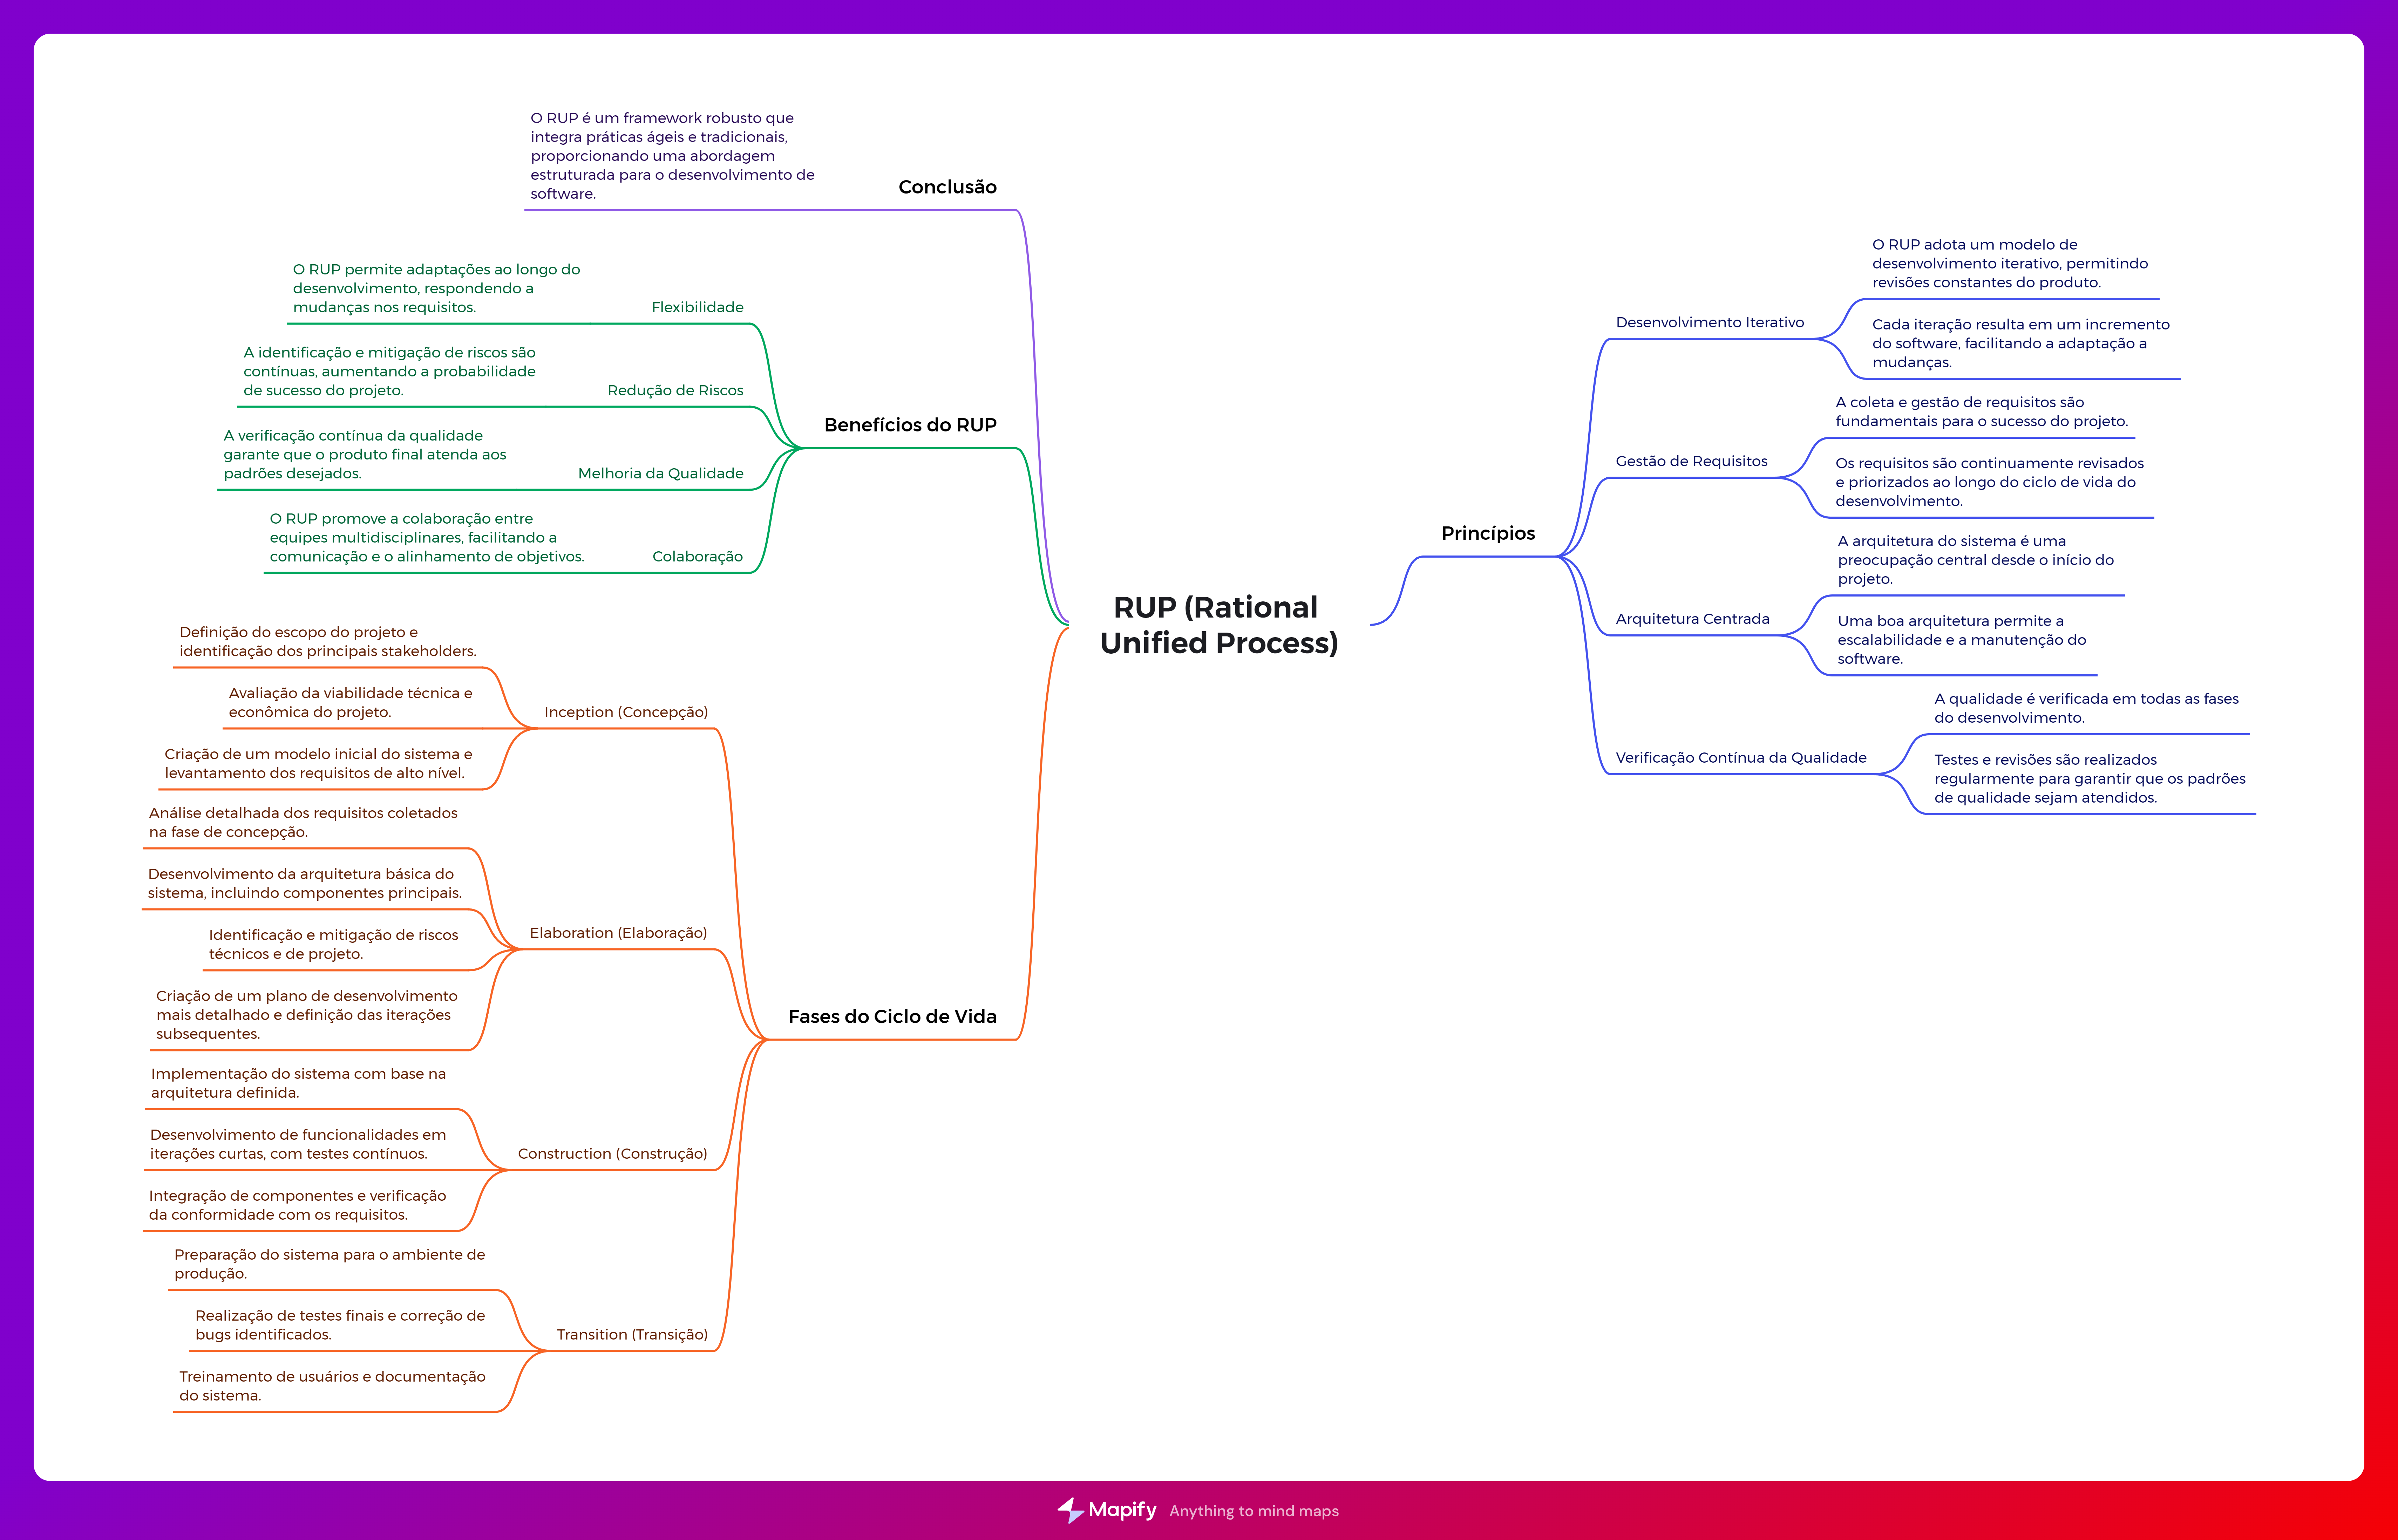 RUP (Rational
Unified Process)
Princípios
Desenvolvimento Iterativo
O RUP adota um modelo de
desenvolvimento iterativo, permitindo
revisões constantes do produto.
Cada iteração resulta em um incremento
do software, facilitando a adaptação a
mudanças.
Gestão de Requisitos
A coleta e gestão de requisitos são
fundamentais para o sucesso do projeto.
Os requisitos são continuamente revisados
e priorizados ao longo do ciclo de vida do
desenvolvimento.
Arquitetura Centrada
A arquitetura do sistema é uma
preocupação central desde o início do
projeto.
Uma boa arquitetura permite a
escalabilidade e a manutenção do
software.
Verificação Contínua da Qualidade
A qualidade é verificada em todas as fases
do desenvolvimento.
Testes e revisões são realizados
regularmente para garantir que os padrões
de qualidade sejam atendidos.
Conclusão
O RUP é um framework robusto que
integra práticas ágeis e tradicionais,
proporcionando uma abordagem
estruturada para o desenvolvimento de
software.
Benefícios do RUP
Flexibilidade
O RUP permite adaptações ao longo do
desenvolvimento, respondendo a
mudanças nos requisitos.
Redução de Riscos
A identificação e mitigação de riscos são
contínuas, aumentando a probabilidade
de sucesso do projeto.
Melhoria da Qualidade
A verificação contínua da qualidade
garante que o produto final atenda aos
padrões desejados.
Colaboração
O RUP promove a colaboração entre
equipes multidisciplinares, facilitando a
comunicação e o alinhamento de objetivos.
Fases do Ciclo de Vida
Inception (Concepção)
Definição do escopo do projeto e
identificação dos principais stakeholders.
Avaliação da viabilidade técnica e
econômica do projeto.
Criação de um modelo inicial do sistema e
levantamento dos requisitos de alto nível.
Elaboration (Elaboração)
Análise detalhada dos requisitos coletados
na fase de concepção.
Desenvolvimento da arquitetura básica do
sistema, incluindo componentes principais.
Identificação e mitigação de riscos
técnicos e de projeto.
Criação de um plano de desenvolvimento
mais detalhado e definição das iterações
subsequentes.
Construction (Construção)
Implementação do sistema com base na
arquitetura definida.
Desenvolvimento de funcionalidades em
iterações curtas, com testes contínuos.
Integração de componentes e verificação
da conformidade com os requisitos.
Transition (Transição)
Preparação do sistema para o ambiente de
produção.
Realização de testes finais e correção de
bugs identificados.
Treinamento de usuários e documentação
do sistema.
Mapify Anything to mind maps